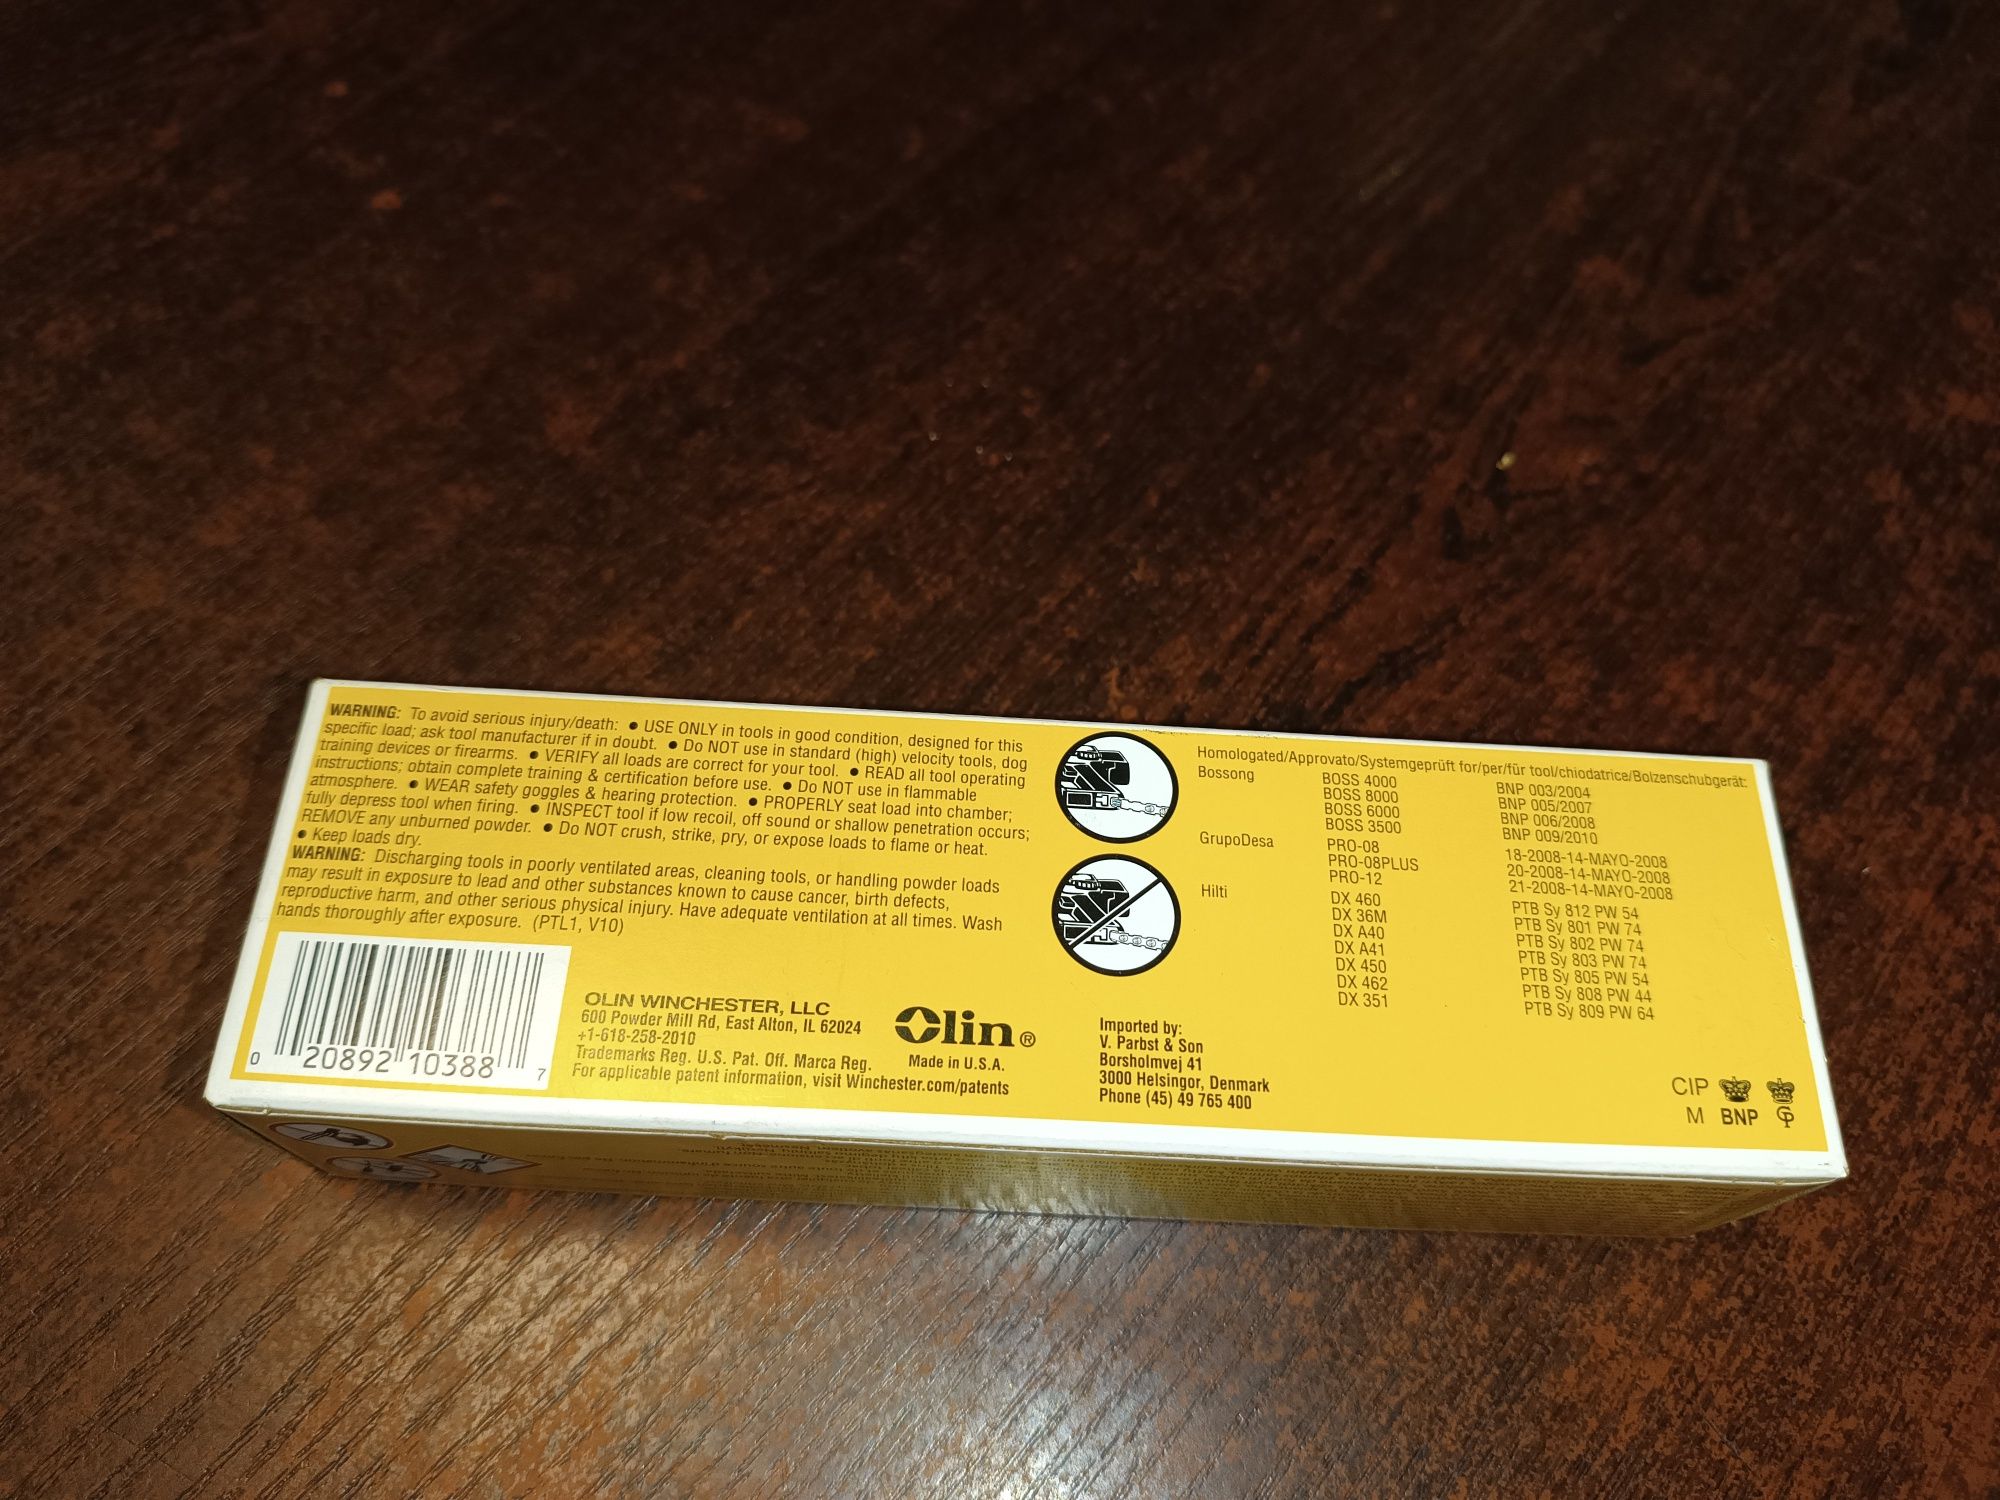 WARNING: To avoid serious injury/death: • USE ONLY in tools in good condition, designed for this
specific load; ask tool manufacturer if in doubt. • Do NOT use in standard (high) velocity tools, dog
training devices or firearms. • VERIFY all loads are correct for your tool. • READ all tool operating
instructions; obtain complete training & certification before use. • Do NOT use in flammable
atmosphere. • WEAR safety goggles & hearing protection. • PROPERLY seat load into chamber;
fully depress tool when firing. • INSPECT tool if low recoil, off sound or shallow penetration occurs;
REMOVE any unburned powder. • Do NOT crush, strike, pry, or expose loads to flame or heat.
• Keep loads dry.
WARNING: Discharging tools in poorly ventilated areas, cleaning tools, or handling powder loads
may result in exposure to lead and other substances known to cause cancer, birth defects,
reproductive harm, and other serious physical injury. Have adequate ventilation at all times. Wash
hands thoroughly after exposure. (PTL1, V10)
0 20892 10388 7
OLIN WINCHESTER, LLC
600 Powder Mill Rd, East Alton, IL 62024
+1-618-258-2010
Trademarks Reg. U.S. Pat. Off. Marca Reg.
For applicable patent information, visit Winchester.com/patents
Olin®
Made in U.S.A.
Imported by:
V. Parbst & Son
Borsholmvej 41
3000 Helsingor, Denmark
Phone (45) 49 765 400
Homologated/Approvato/Systemgeprüft for/per/für tool/chiodatrice/Bolzenschubgerät:
Bossong BOSS 4000 BNP 003/2004
BOSS 8000 BNP 005/2007
BOSS 6000 BNP 006/2008
BOSS 3500 BNP 009/2010
GrupoDesa PRO-08 18-2008-14-MAYO-2008
PRO-08PLUS 20-2008-14-MAYO-2008
PRO-12 21-2008-14-MAYO-2008
Hilti DX 460 PTB Sy 812 PW 54
DX 36M PTB Sy 801 PW 74
DX A40 PTB Sy 802 PW 74
DX A41 PTB Sy 803 PW 74
DX 450 PTB Sy 805 PW 54
DX 462 PTB Sy 808 PW 44
DX 351 PTB Sy 809 PW 64
CIP
M BNP GP